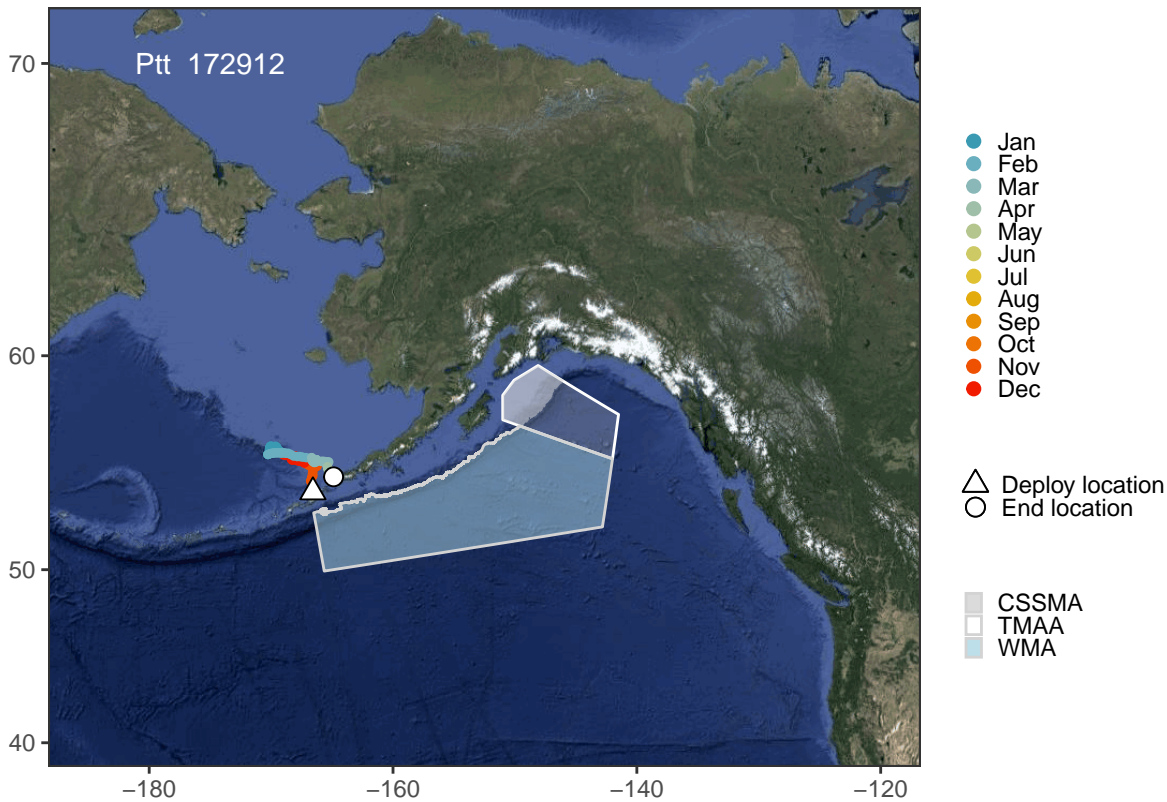 Ptt 172912
70
60
50
40
−180
−160
−140
−120
Jan
Feb
Mar
Apr
May
Jun
Jul
Aug
Sep
Oct
Nov
Dec
Deploy location
End location
CSSMA
TMAA
WMA